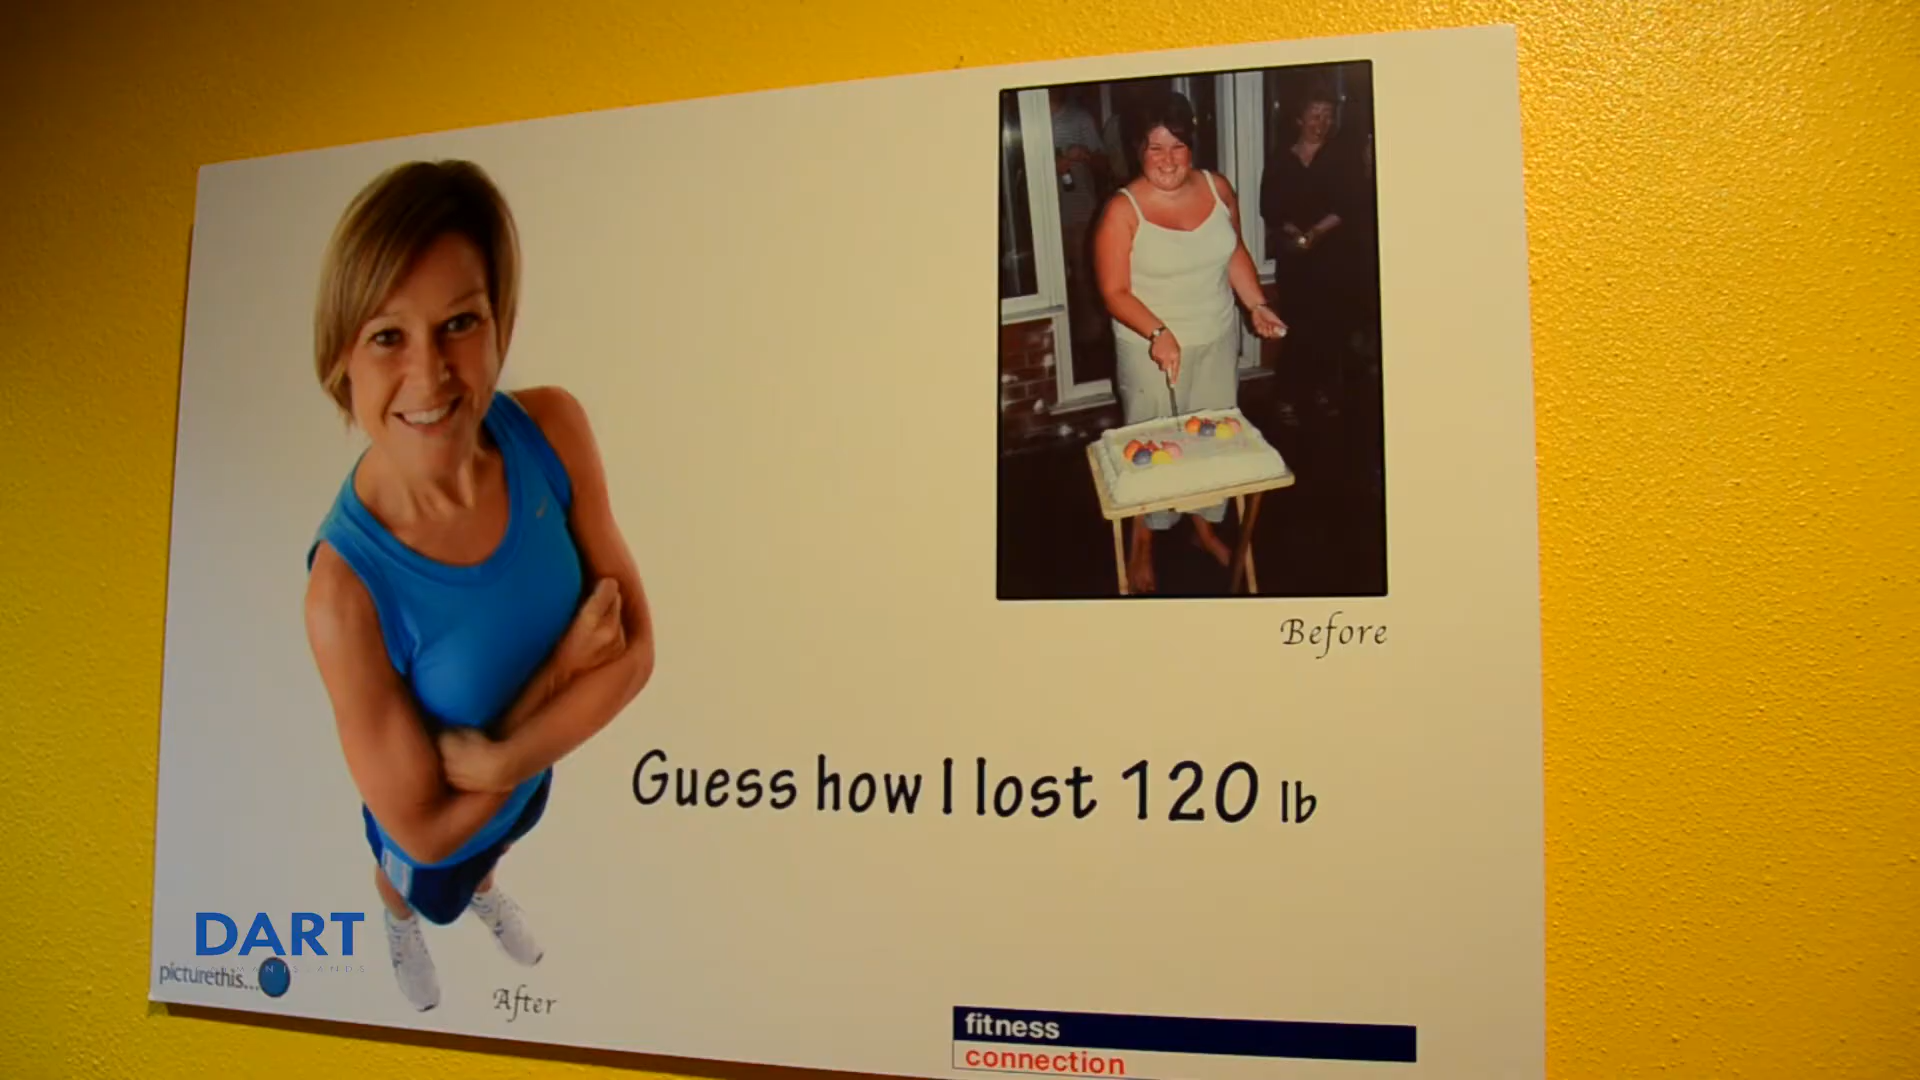 Before
Guess how I lost 120 lb
DART
picturethis...
After
fitness
connection